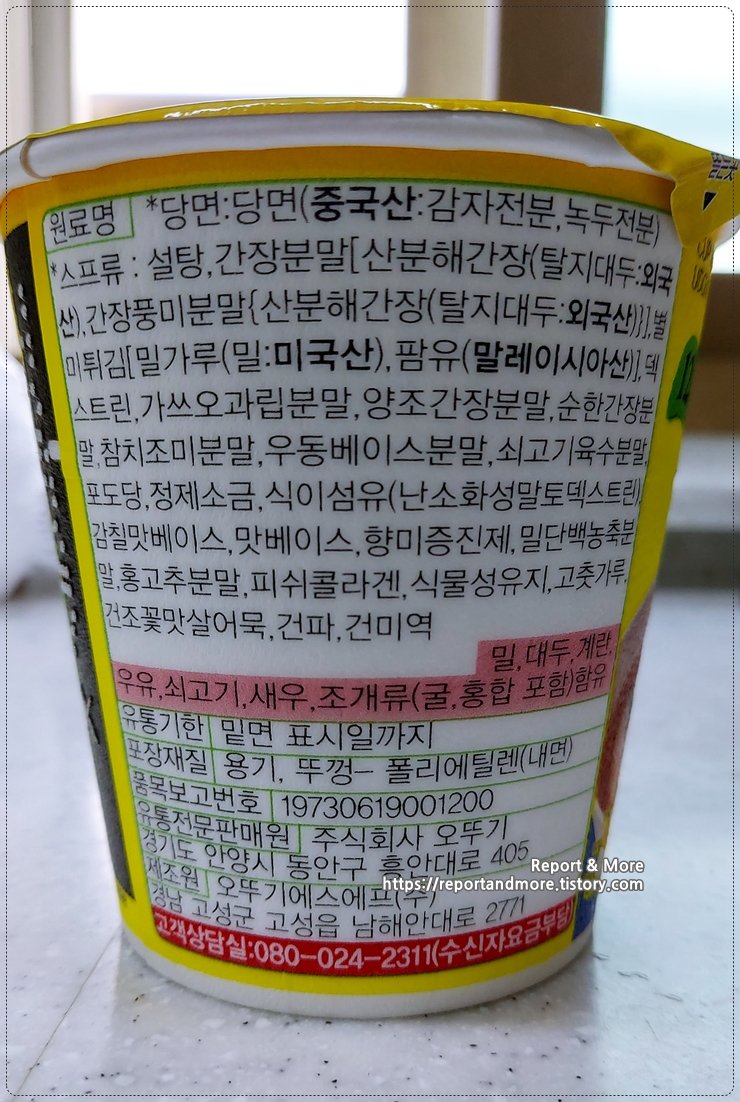 원료명 *당면:당면(중국산:감자전분,녹두전분)
*스프류 : 설탕,간장분말[산분해간장(탈지대두:외국
산),간장풍미분말{산분해간장(탈지대두:외국산)}],별
미튀김[밀가루(밀:미국산),팜유(말레이시아산)],덱
스트린,가쓰오과립분말,양조간장분말,순한간장분
말,참치조미분말,우동베이스분말,쇠고기육수분말,
포도당,정제소금,식이섬유(난소화성말토덱스트린),
감칠맛베이스,맛베이스,향미증진제,밀단백농축분
말,홍고추분말,피쉬콜라겐,식물성유지,고춧가루,
건조꽃맛살어묵,건파,건미역
밀,대두,계란,
우유,쇠고기,새우,조개류(굴,홍합 포함)함유
유통기한 밑면 표시일까지
포장재질 용기, 뚜껑– 폴리에틸렌(내면)
품목보고번호 19730619001200
유통전문판매원 주식회사 오뚜기
경기도 안양시 동안구 흥안대로 405
제조원 오뚜기에스에프(주)
경남 고성군 고성읍 남해안대로 2771
고객상담실:080-024-2311(수신자요금부담)
Report & More
https://reportandmore.tistory.com